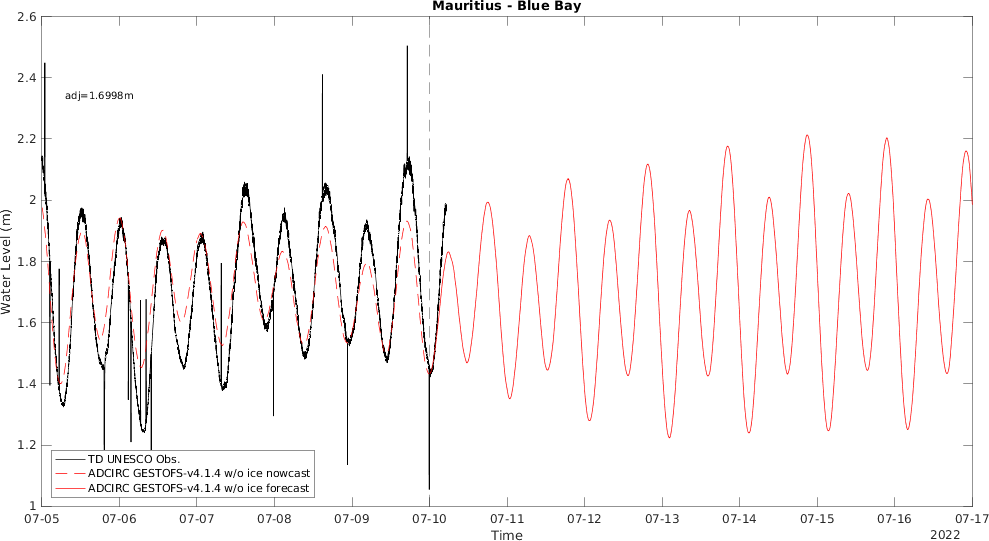 Mauritius - Blue Bay
2.6
2.4
2.2
2
1.8
1.6
1.4
1.2
1
Water Level (m)
adj=1.6998m
TD UNESCO Obs.
ADCIRC GESTOFS-v4.1.4 w/o ice nowcast
ADCIRC GESTOFS-v4.1.4 w/o ice forecast
07-05 07-06 07-07 07-08 07-09 07-10 07-11 07-12 07-13 07-14 07-15 07-16 07-17
Time
2022